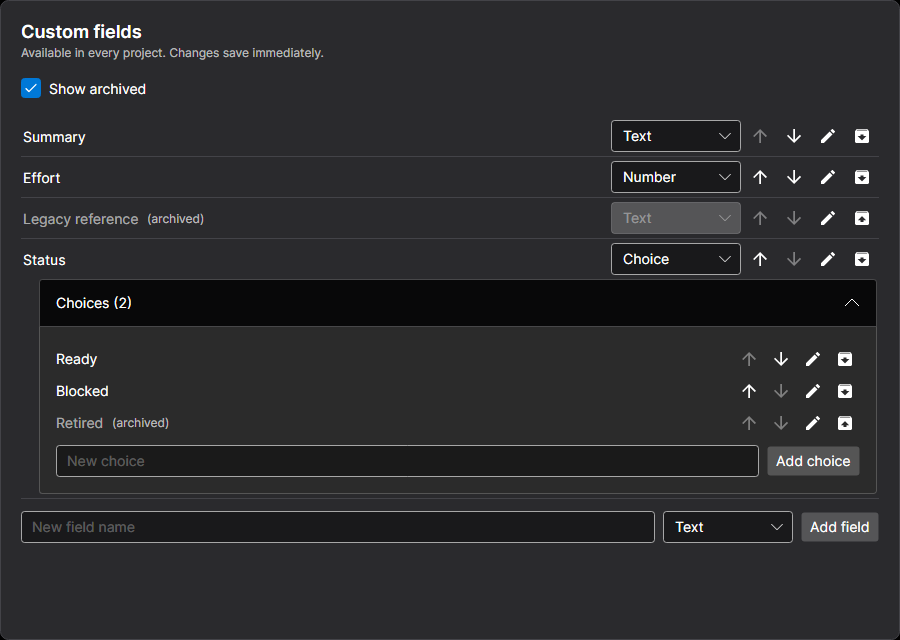 Custom fields
Available in every project. Changes save immediately.
Show archived
Summary Text
Effort Number
Legacy reference (archived) Text
Status Choice
Choices (2)
Ready
Blocked
Retired (archived)
New choice Add choice
New field name Text Add field